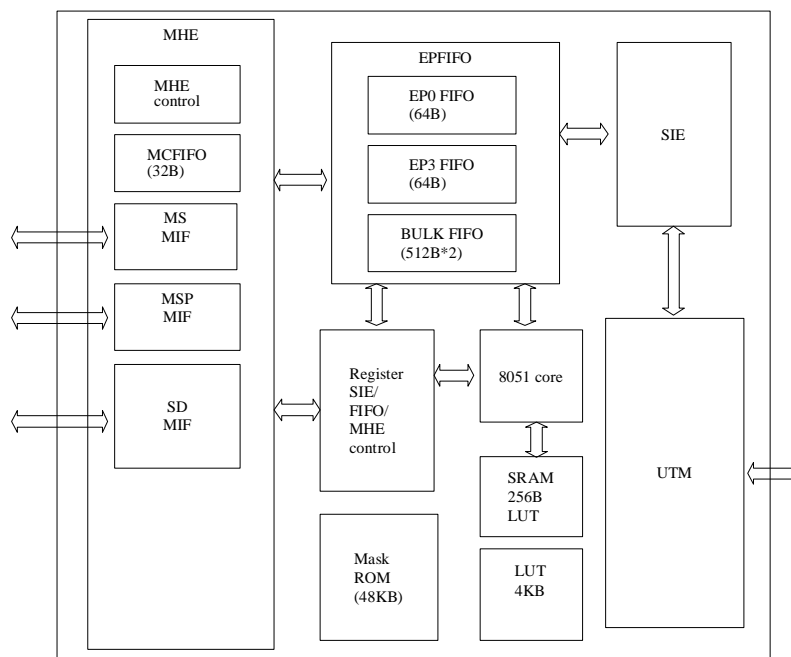 MHE
MHE
control
MCFIFO
(32B)
MS
MIF
MSP
MIF
SD
MIF
EPFIFO
EP0 FIFO
(64B)
EP3 FIFO
(64B)
BULK FIFO
(512B*2)
SIE
Register
SIE/
FIFO/
MHE
control
8051 core
SRAM
256B
LUT
UTM
Mask
ROM
(48KB)
LUT
4KB